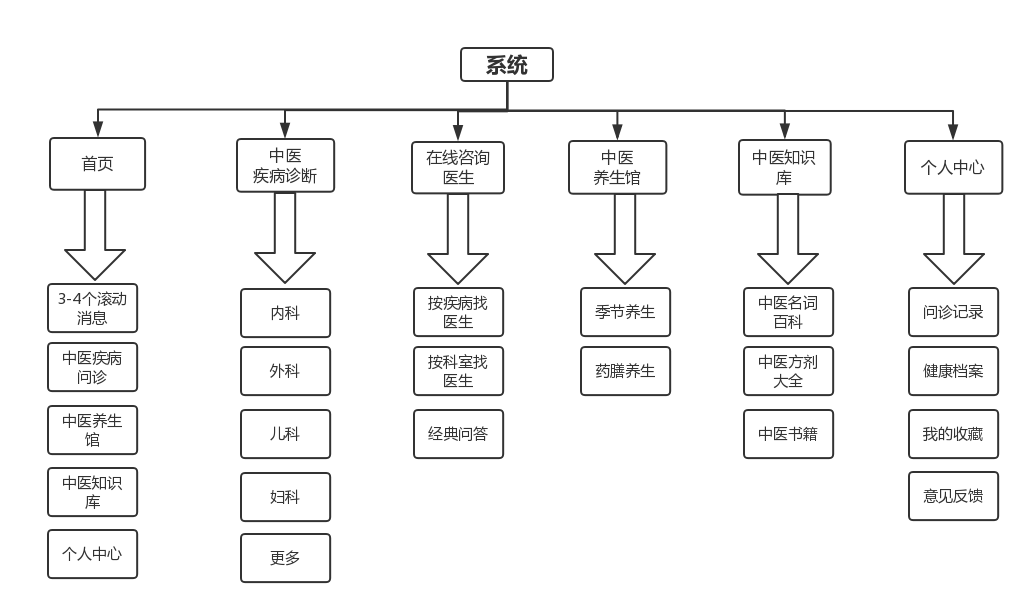 系统
首页
中医
疾病诊断
在线咨询
医生
中医
养生馆
中医知识
库
个人中心
3-4个滚动
消息
中医疾病
问诊
中医养生
馆
中医知识
库
个人中心
内科
外科
儿科
妇科
更多
按疾病找
医生
按科室找
医生
经典问答
季节养生
药膳养生
中医名词
百科
中医方剂
大全
中医书籍
问诊记录
健康档案
我的收藏
意见反馈